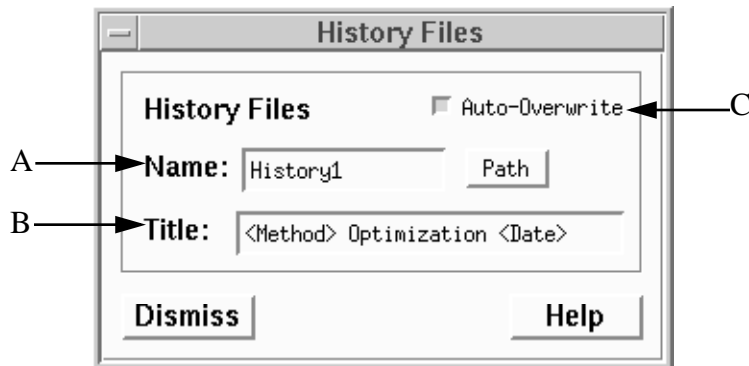 History Files
History Files Auto-Overwrite C
A Name: History1 Path
B Title: <Method> Optimization <Date>
Dismiss Help